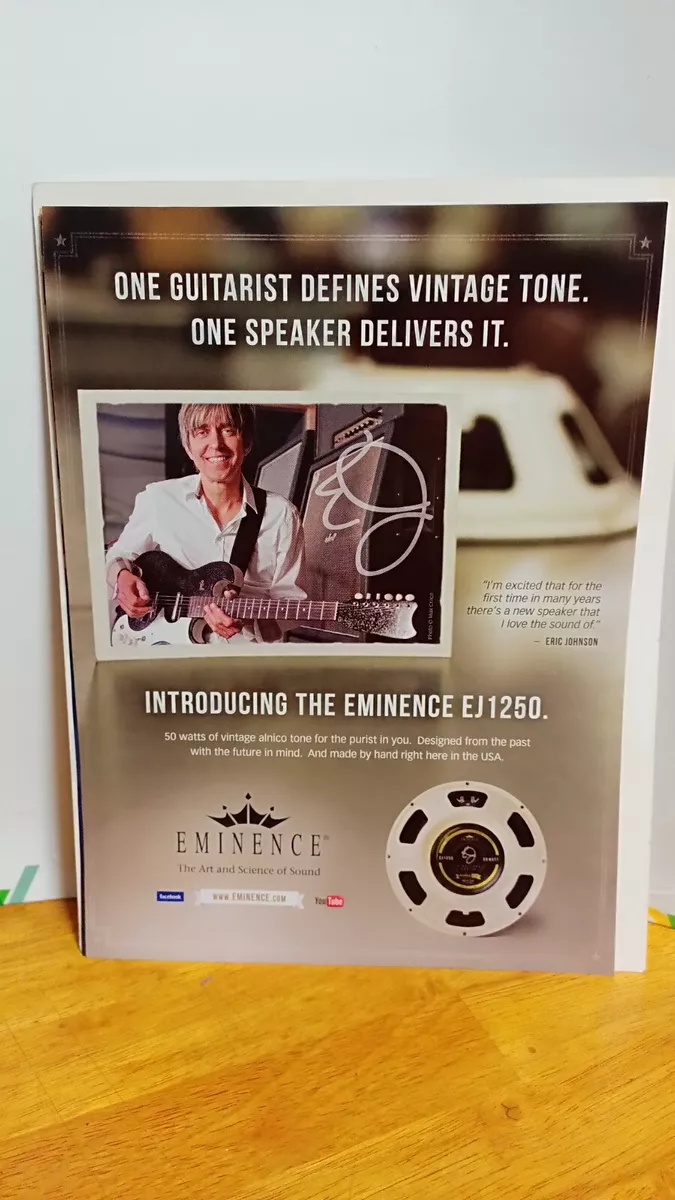 ONE GUITARIST DEFINES VINTAGE TONE.
ONE SPEAKER DELIVERS IT.
"I'm excited that for the
first time in many years
there's a new speaker that
I love the sound of."
— ERIC JOHNSON
INTRODUCING THE EMINENCE EJ1250.
50 watts of vintage alnico tone for the purist in you. Designed from the past
with the future in mind. And made by hand right here in the USA.
EMINENCE®
The Art and Science of Sound
facebook
www.EMINENCE.com
YouTube